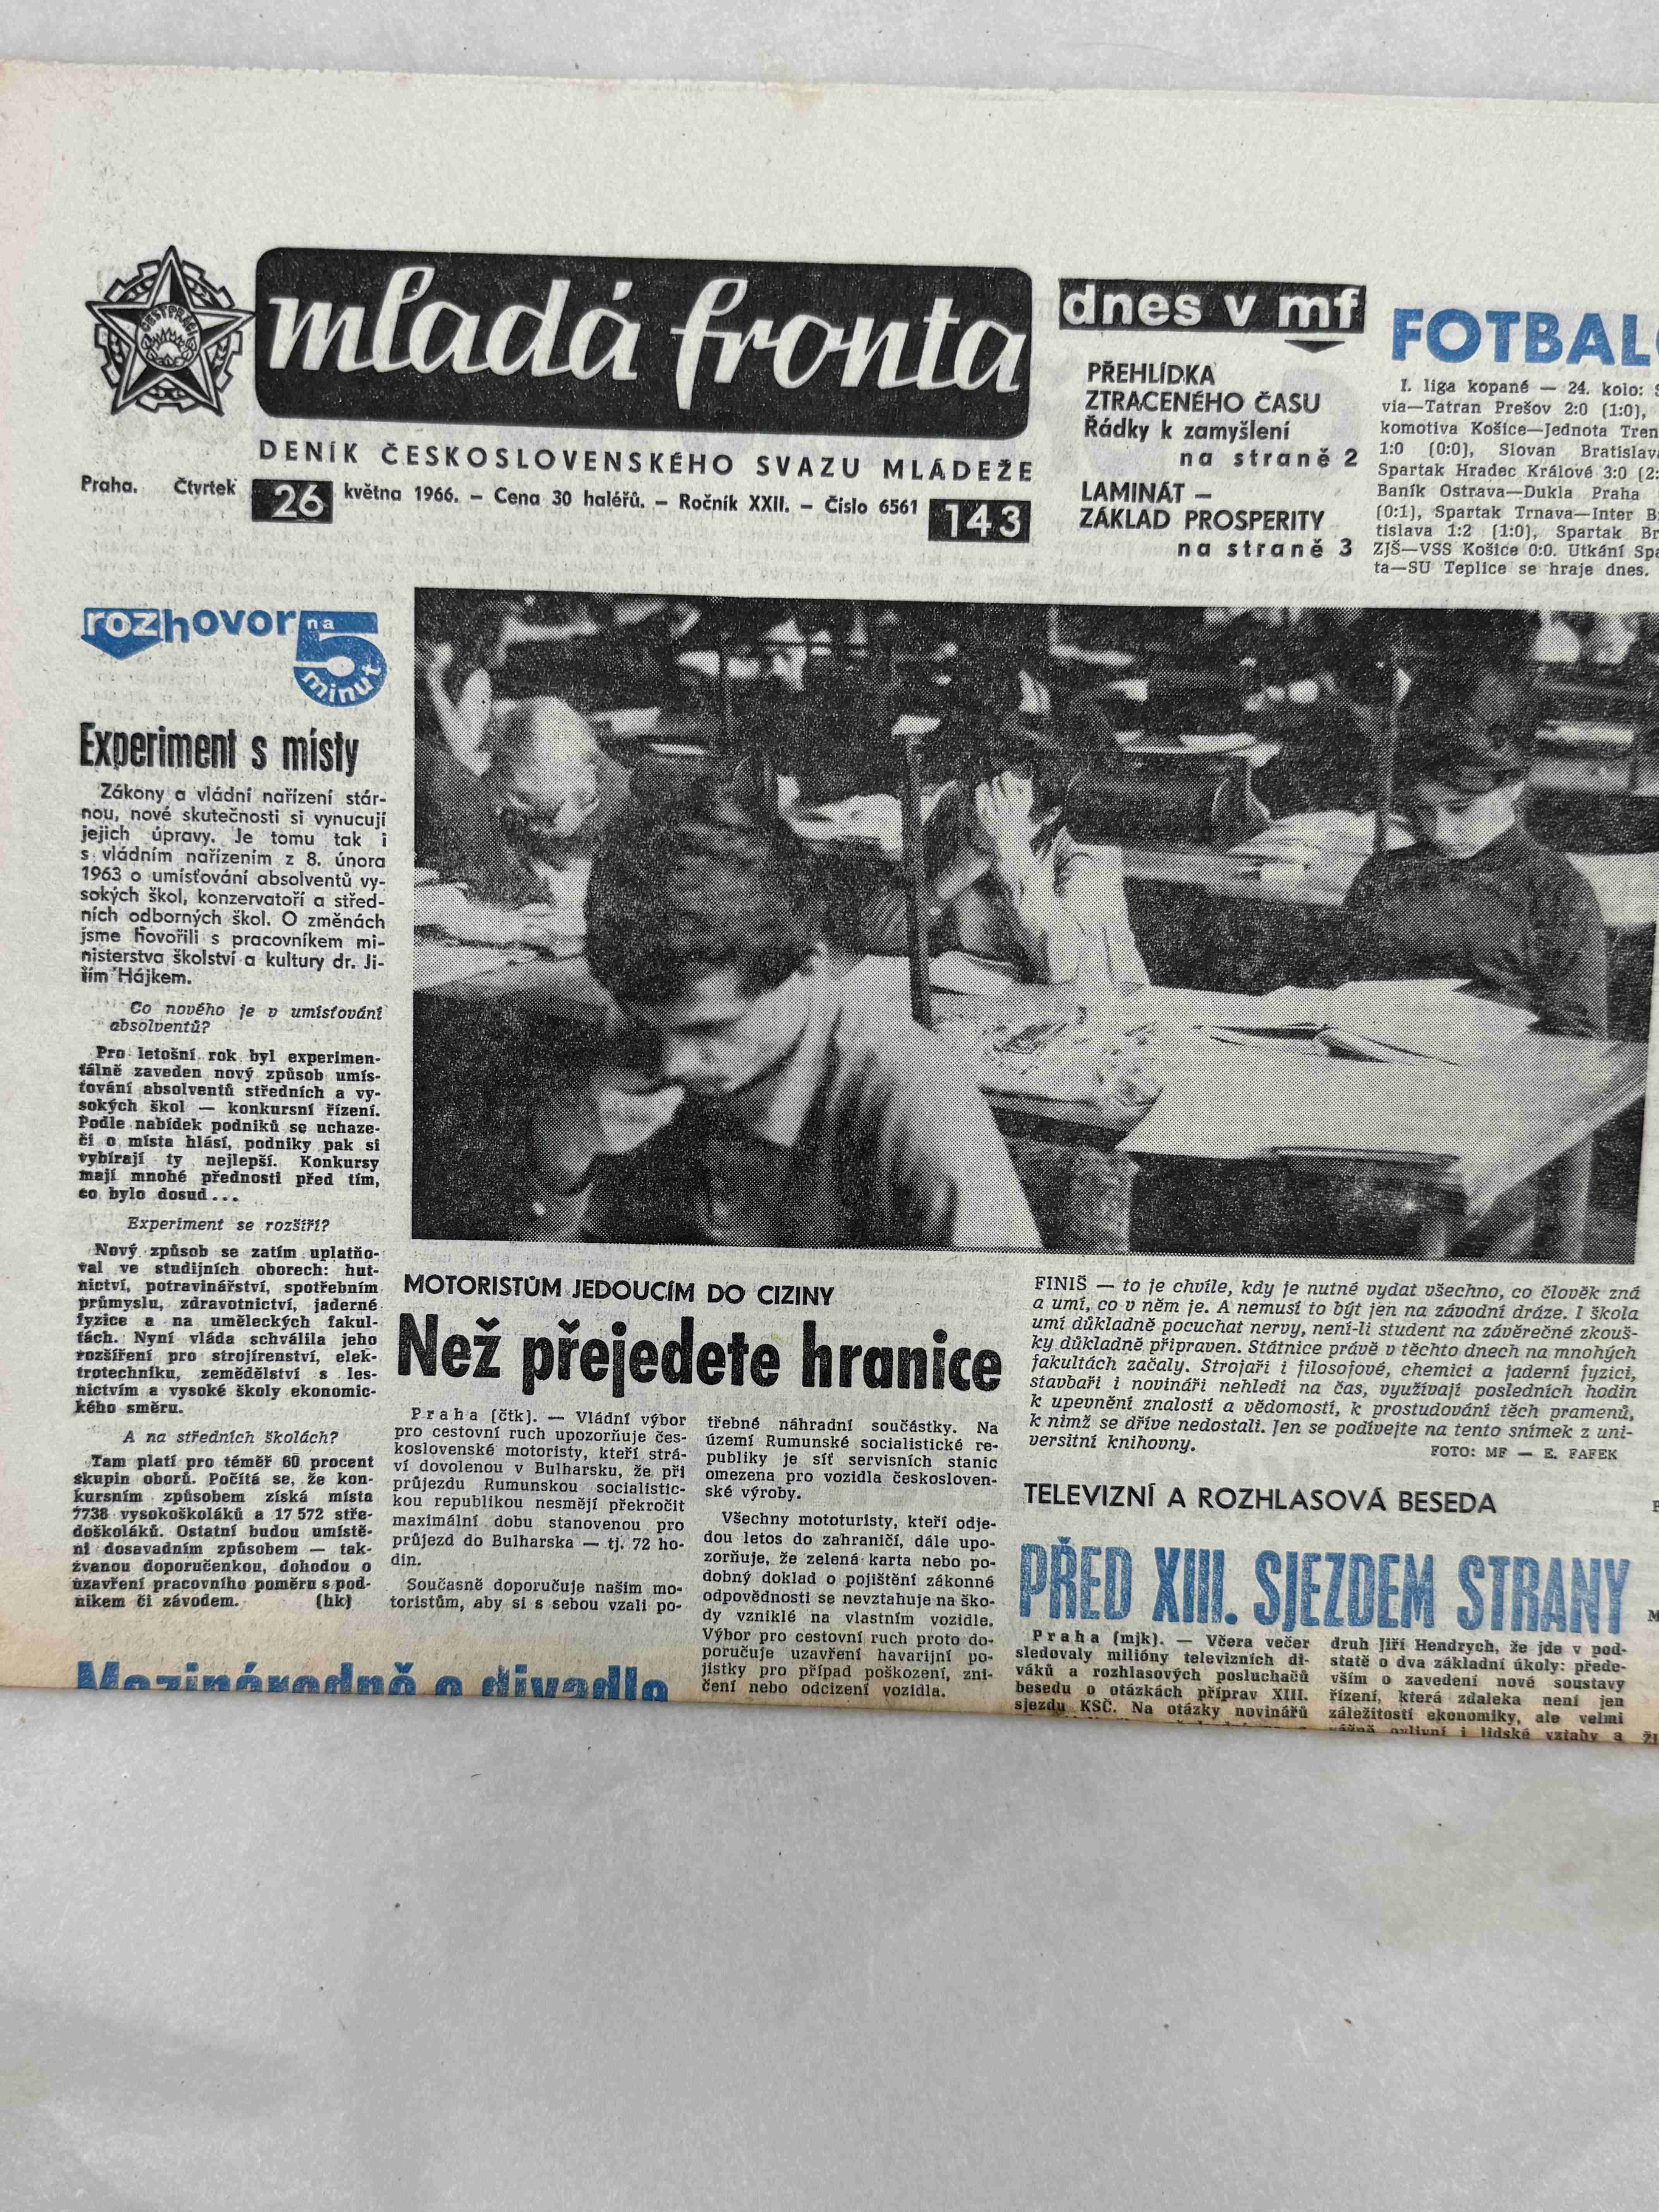 mladá fronta
DENÍK ČESKOSLOVENSKÉHO SVAZU MLÁDEŽE
Praha. Čtvrtek 26 května 1966. – Cena 30 haléřů. – Ročník XXII. – Číslo 6561 143
dnes v mf
PŘEHLÍDKA
ZTRACENÉHO ČASU
Řádky k zamyšlení
na straně 2
LAMINÁT –
ZÁKLAD PROSPERITY
na straně 3
FOTBAL
I. liga kopané — 24. kolo: S
via—Tatran Prešov 2:0 (1:0),
komotiva Košice—Jednota Tren
1:0 (0:0), Slovan Bratislava
Spartak Hradec Králové 3:0 (2:
Baník Ostrava—Dukla Praha
(0:1), Spartak Trnava—Inter B
tislava 1:2 (1:0), Spartak Br
ZJŠ—VSS Košice 0:0. Utkání Spa
ta—SU Teplice se hraje dnes.
rozhovor na 5 minut
Experiment s místy
Zákony a vládní nařízení stár-
nou, nové skutečnosti si vynucují
jejich úpravy. Je tomu tak i
s vládním nařízením z 8. února
1963 o umísťování absolventů vy-
sokých škol, konzervatoří a střed-
ních odborných škol. O změnách
jsme hovořili s pracovníkem mi-
nisterstva školství a kultury dr. Ji-
řím Hájkem.
Co nového je v umísťování
absolventů?
Pro letošní rok byl experimen-
tálně zaveden nový způsob umís-
ťování absolventů středních a vy-
sokých škol — konkursní řízení.
Podle nabídek podniků se uchaze-
či o místa hlásí, podniky pak si
vybírají ty nejlepší. Konkursy
mají mnohé přednosti před tím,
co bylo dosud...
Experiment se rozšíří?
Nový způsob se zatím uplatňo-
val ve studijních oborech: hut-
nictví, potravinářství, spotřebním
průmyslu, zdravotnictví, jaderné
fyzice a na uměleckých fakul-
tách. Nyní vláda schválila jeho
rozšíření pro strojírenství, elek-
trotechniku, zemědělství s les-
nictvím a vysoké školy ekonomic-
kého směru.
A na středních školách?
Tam platí pro téměř 60 procent
skupin oborů. Počítá se, že kon-
kursním způsobem získá místa
7738 vysokoškoláků a 17 572 stře-
doškoláků. Ostatní budou umístě-
ni dosavadním způsobem — tak-
zvanou doporučenkou, dohodou o
uzavření pracovního poměru s pod-
nikem či závodem. (hk)
Mezinárodně o divadle
MOTORISTŮM JEDOUCÍM DO CIZINY
Než přejedete hranice
Praha (čtk). — Vládní výbor
pro cestovní ruch upozorňuje čes-
koslovenské motoristy, kteří strá-
ví dovolenou v Bulharsku, že při
průjezdu Rumunskou socialistic-
kou republikou nesmějí překročit
maximální dobu stanovenou pro
průjezd do Bulharska — tj. 72 ho-
din.
Současně doporučuje našim mo-
toristům, aby si s sebou vzali po-
třebné náhradní součástky. Na
území Rumunské socialistické re-
publiky je síť servisních stanic
omezena pro vozidla českosloven-
ské výroby.
Všechny mototuristy, kteří odje-
dou letos do zahraničí, dále upo-
zorňuje, že zelená karta nebo po-
dobný doklad o pojištění zákonné
odpovědnosti se nevztahuje na ško-
dy vzniklé na vlastním vozidle.
Výbor pro cestovní ruch proto do-
poručuje uzavření havarijní po-
jistky pro případ poškození, zni-
čení nebo odcizení vozidla.
FINIŠ — to je chvíle, kdy je nutné vydat všechno, co člověk zná
a umí, co v něm je. A nemusí to být jen na závodní dráze. I škola
umí důkladně pocuchat nervy, není-li student na závěrečné zkouš-
ky důkladně připraven. Státnice právě v těchto dnech na mnohých
fakultách začaly. Strojaři i filosofové, chemici a jaderní fyzici,
stavbaři i novináři nehledí na čas, využívají posledních hodin
k upevnění znalostí a vědomostí, k prostudování těch pramenů,
k nimž se dříve nedostali. Jen se podívejte na tento snímek z uni-
versitní knihovny.
FOTO: MF — E. FAFEK
TELEVIZNÍ A ROZHLASOVÁ BESEDA
PŘED XIII. SJEZDEM STRANY
Praha (mjk). — Včera večer
sledovaly milióny televizních di-
váků a rozhlasových posluchačů
besedu o otázkách příprav XIII.
sjezdu KSČ. Na otázky novinářů
druh Jiří Hendrych, že jde v pod-
statě o dva základní úkoly: přede-
vším o zavedení nové soustavy
řízení, která zdaleka není jen
záležitostí ekonomiky, ale velmi
vážně ovlivní i lidské vztahy a